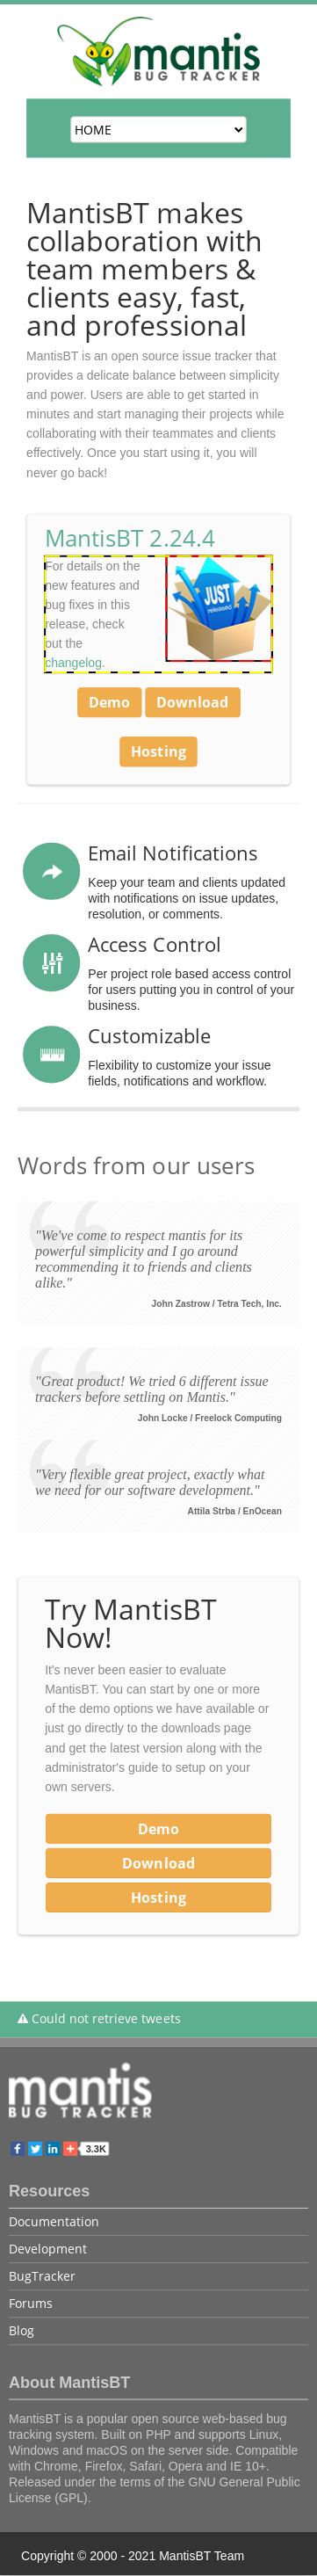 mantis
BUG TRACKER
HOME
MantisBT makes
collaboration with
team members &
clients easy, fast,
and professional
MantisBT is an open source issue tracker that
provides a delicate balance between simplicity
and power. Users are able to get started in
minutes and start managing their projects while
collaborating with their teammates and clients
effectively. Once you start using it, you will
never go back!
MantisBT 2.24.4
For details on the
new features and
bug fixes in this
release, check
out the
changelog.
JUST
released
Demo
Download
Hosting
Email Notifications
Keep your team and clients updated
with notifications on issue updates,
resolution, or comments.
Access Control
Per project role based access control
for users putting you in control of your
business.
Customizable
Flexibility to customize your issue
fields, notifications and workflow.
Words from our users
"We've come to respect mantis for its
powerful simplicity and I go around
recommending it to friends and clients
alike."
John Zastrow / Tetra Tech, Inc.
"Great product! We tried 6 different issue
trackers before settling on Mantis."
John Locke / Freelock Computing
"Very flexible great project, exactly what
we need for our software development."
Attila Strba / EnOcean
Try MantisBT
Now!
It's never been easier to evaluate
MantisBT. You can start by one or more
of the demo options we have available or
just go directly to the downloads page
and get the latest version along with the
administrator's guide to setup on your
own servers.
Demo
Download
Hosting
Could not retrieve tweets
mantis
BUG TRACKER
3.3K
Resources
Documentation
Development
BugTracker
Forums
Blog
About MantisBT
MantisBT is a popular open source web-based bug
tracking system. Built on PHP and supports Linux,
Windows and macOS on the server side. Compatible
with Chrome, Firefox, Safari, Opera and IE 10+.
Released under the terms of the GNU General Public
License (GPL).
Copyright © 2000 - 2021 MantisBT Team